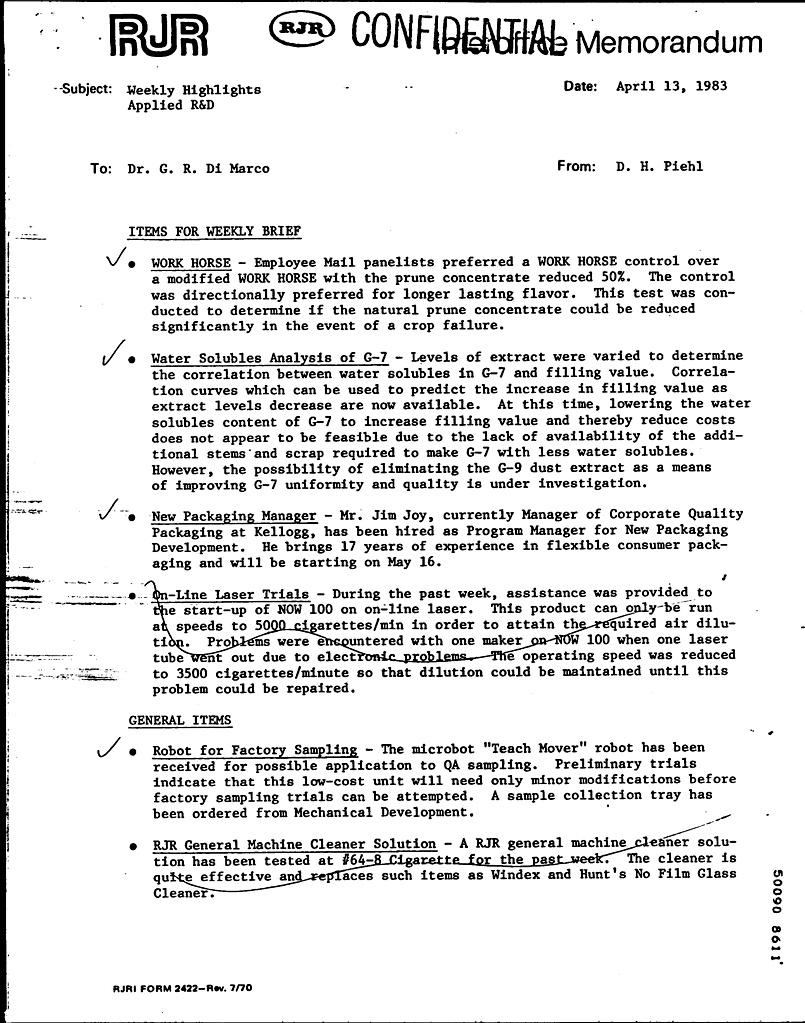 RJR RJR CONFIDENTIAL Interoffice Memorandum
Subject: Weekly Highlights Date: April 13, 1983
Applied R&D
To: Dr. G. R. Di Marco From: D. H. Piehl
ITEMS FOR WEEKLY BRIEF
• WORK HORSE - Employee Mail panelists preferred a WORK HORSE control over
a modified WORK HORSE with the prune concentrate reduced 50%. The control
was directionally preferred for longer lasting flavor. This test was con-
ducted to determine if the natural prune concentrate could be reduced
significantly in the event of a crop failure.
• Water Solubles Analysis of G-7 - Levels of extract were varied to determine
the correlation between water solubles in G-7 and filling value. Correla-
tion curves which can be used to predict the increase in filling value as
extract levels decrease are now available. At this time, lowering the water
solubles content of G-7 to increase filling value and thereby reduce costs
does not appear to be feasible due to the lack of availability of the addi-
tional stems and scrap required to make G-7 with less water solubles.
However, the possibility of eliminating the G-9 dust extract as a means
of improving G-7 uniformity and quality is under investigation.
• New Packaging Manager - Mr. Jim Joy, currently Manager of Corporate Quality
Packaging at Kellogg, has been hired as Program Manager for New Packaging
Development. He brings 17 years of experience in flexible consumer pack-
aging and will be starting on May 16.
• On-Line Laser Trials - During the past week, assistance was provided to
the start-up of NOW 100 on on-line laser. This product can only be run
at speeds to 5000 cigarettes/min in order to attain the required air dilu-
tion. Problems were encountered with one maker on NOW 100 when one laser
tube went out due to electronic problems. The operating speed was reduced
to 3500 cigarettes/minute so that dilution could be maintained until this
problem could be repaired.
GENERAL ITEMS
• Robot for Factory Sampling - The microbot "Teach Mover" robot has been
received for possible application to QA sampling. Preliminary trials
indicate that this low-cost unit will need only minor modifications before
factory sampling trials can be attempted. A sample collection tray has
been ordered from Mechanical Development.
• RJR General Machine Cleaner Solution - A RJR general machine cleaner solu-
tion has been tested at #64-8 Cigarette for the past week. The cleaner is
quite effective and replaces such items as Windex and Hunt's No Film Glass
Cleaner.
50090 8611
RJRI FORM 2422-Rev. 7/70